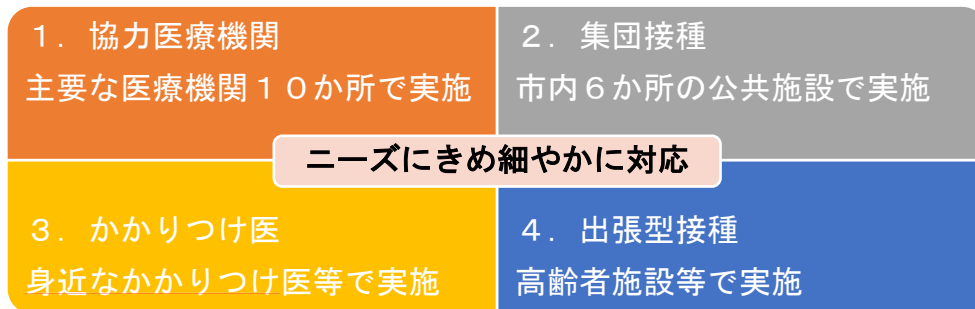 １．協力医療機関
主要な医療機関１０か所で実施
２．集団接種
市内６か所の公共施設で実施
ニーズにきめ細やかに対応
３．かかりつけ医
身近なかかりつけ医等で実施
４．出張型接種
高齢者施設等で実施